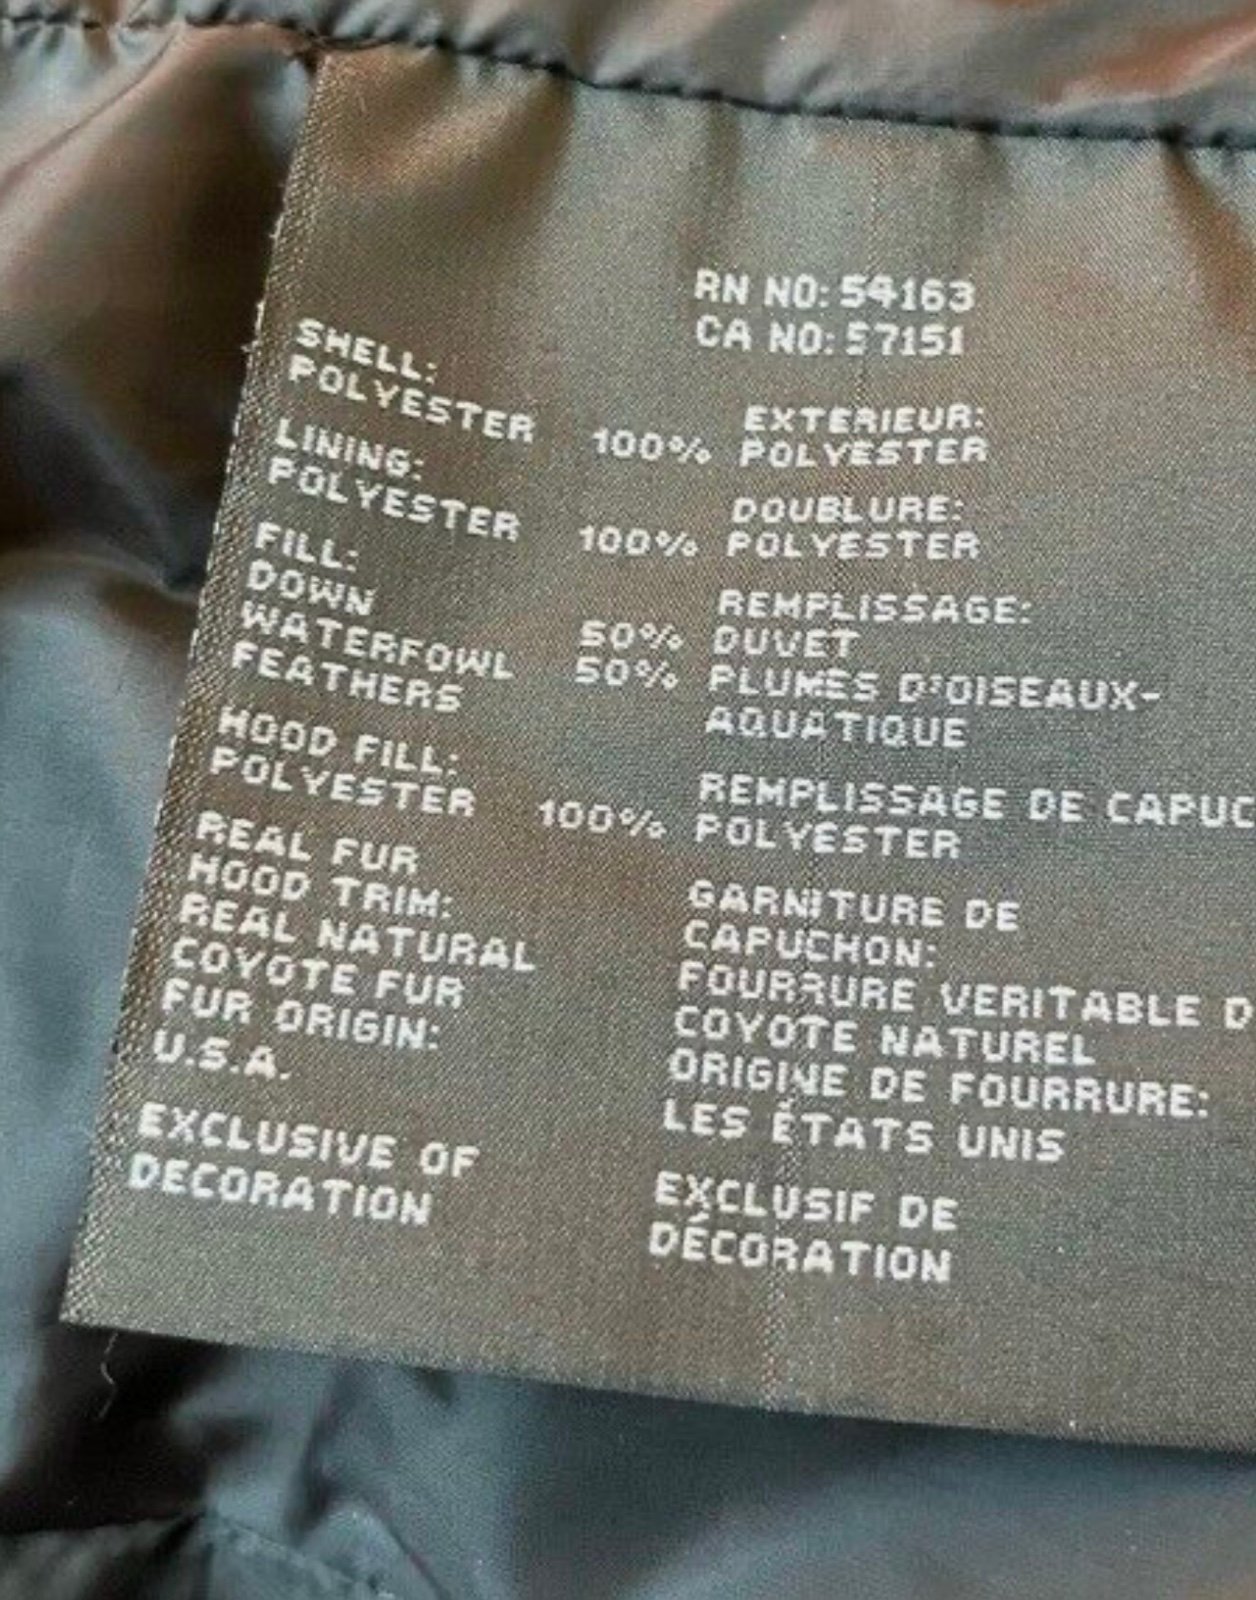 RN NO: 54163
CA NO: 57151
SHELL:
POLYESTER 100%
LINING:
POLYESTER 100%
FILL:
DOWN 50%
WATERFOWL 50%
FEATHERS
HOOD FILL:
POLYESTER 100%
REAL FUR
HOOD TRIM:
REAL NATURAL
COYOTE FUR
FUR ORIGIN:
U.S.A.
EXCLUSIVE OF
DECORATION
EXTERIEUR:
POLYESTER
DOUBLURE:
POLYESTER
REMPLISSAGE:
DUVET
PLUMES D'OISEAUX-
AQUATIQUE
REMPLISSAGE DE CAPUC
POLYESTER
GARNITURE DE
CAPUCHON:
FOURRURE VERITABLE D
COYOTE NATUREL
ORIGINE DE FOURRURE:
LES ÉTATS UNIS
EXCLUSIF DE
DÉCORATION